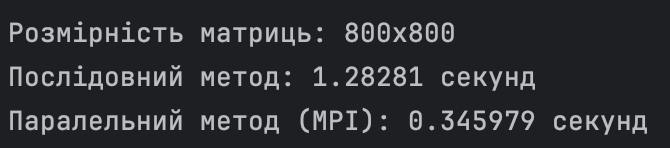 Розмірність матриць: 800x800
Послідовний метод: 1.28281 секунд
Паралельний метод (MPI): 0.345979 секунд